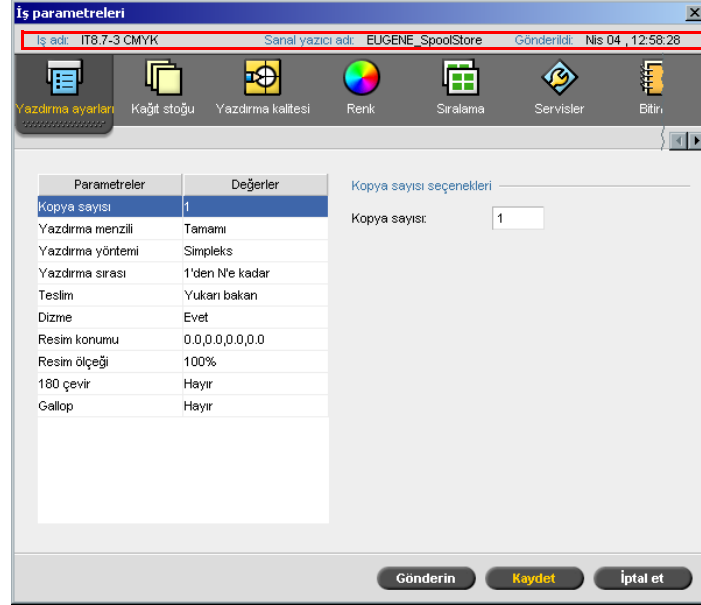 İş parametreleri
İş adı: IT8.7-3 CMYK Sanal yazıcı adı: EUGENE_SpoolStore Gönderildi: Nis 04 , 12:58:28
Yazdırma ayarları Kağıt stoğu Yazdırma kalitesi Renk Sıralama Servisler
Parametreler Değerler Kopya sayısı seçenekleri
Kopya sayısı 1 Kopya sayısı: 1
Yazdırma menzili Tamamı
Yazdırma yöntemi Simpleks
Yazdırma sırası 1'den N'e kadar
Teslim Yukarı bakan
Dizme Evet
Resim konumu 0.0,0.0,0.0,0.0
Resim ölçeği 100%
180 çevir Hayır
Gallop Hayır
Gönderin Kaydet İptal et